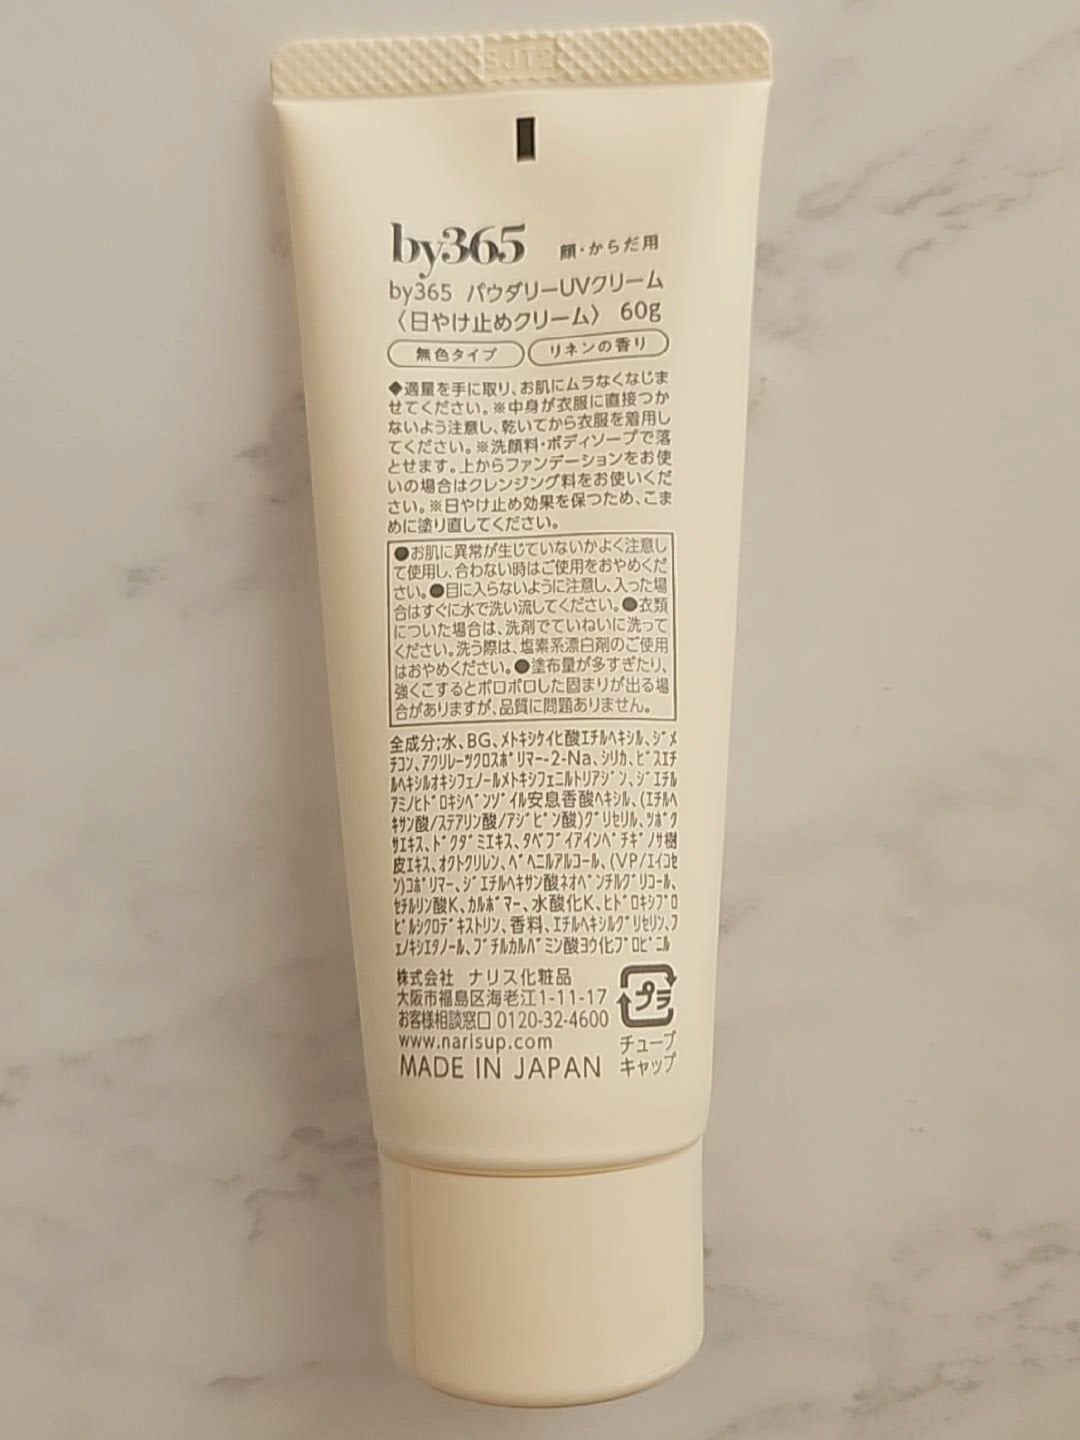 SJT2
by365 顔・からだ用
by365 パウダリーUVクリーム
〈日やけ止めクリーム〉 60g
無色タイプ リネンの香り
◆適量を手に取り、お肌にムラなくなじま
せてください。※中身が衣服に直接つか
ないよう注意し、乾いてから衣服を着用し
てください。※洗顔料・ボディソープで落
とせます。上からファンデーションをお使
いの場合はクレンジング料をお使いくだ
さい。※日やけ止め効果を保つため、こま
めに塗り直してください。
●お肌に異常が生じていないかよく注意し
て使用し、合わない時はご使用をおやめくだ
さい。●目に入らないように注意し、入った場
合はすぐに水で洗い流してください。●衣類
についた場合は、洗剤でていねいに洗って
ください。洗う際は、塩素系漂白剤のご使用
はおやめください。●塗布量が多すぎたり、
強くこするとポロポロした固まりが出る場
合がありますが、品質に問題ありません。
全成分;水、BG、メトキシケイヒ酸エチルヘキシル、ジメ
チコン、アクリレーツクロスポリマー-2-Na、シリカ、ビスエチ
ルヘキシルオキシフェノールメトキシフェニルトリアジン、ジエチル
アミノヒドロキシベンゾイル安息香酸ヘキシル、(エチルヘ
キサン酸/ステアリン酸/アジピン酸)グリセリル、ツボク
サエキス、ドクダミエキス、タベブイアインペチギノサ樹
皮エキス、オクトクリレン、ベヘニルアルコール、(VP/エイコセ
ン)コポリマー、ジエチルヘキサン酸ネオペンチルグリコール、
セチルリン酸K、カルボマー、水酸化K、ヒドロキシプロ
ピルシクロデキストリン、香料、エチルヘキシルグリセリン、フ
ェノキシエタノール、ブチルカルバミン酸ヨウ化プロピニル
株式会社 ナリス化粧品
大阪市福島区海老江1-11-17
お客様相談窓口 0120-32-4600
www.narisup.com
MADE IN JAPAN
プラ
チューブ
キャップ